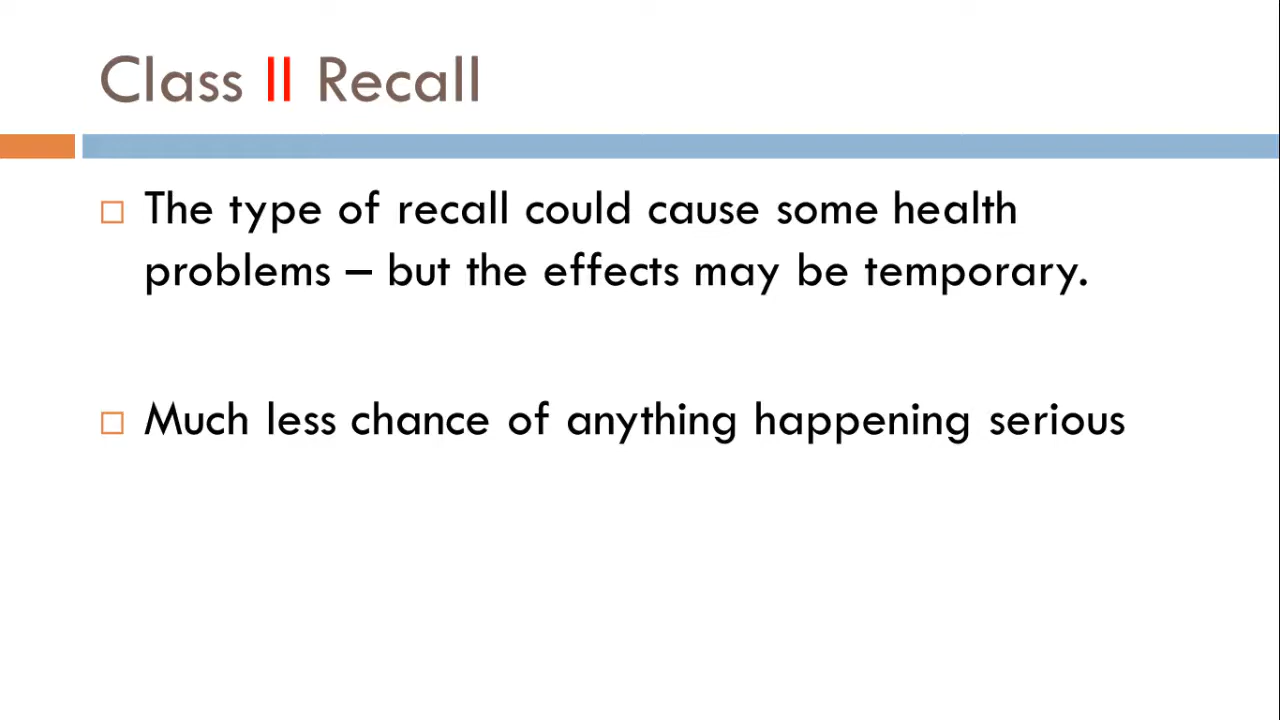 Class II Recall
The type of recall could cause some health
problems – but the effects may be temporary.
Much less chance of anything happening serious